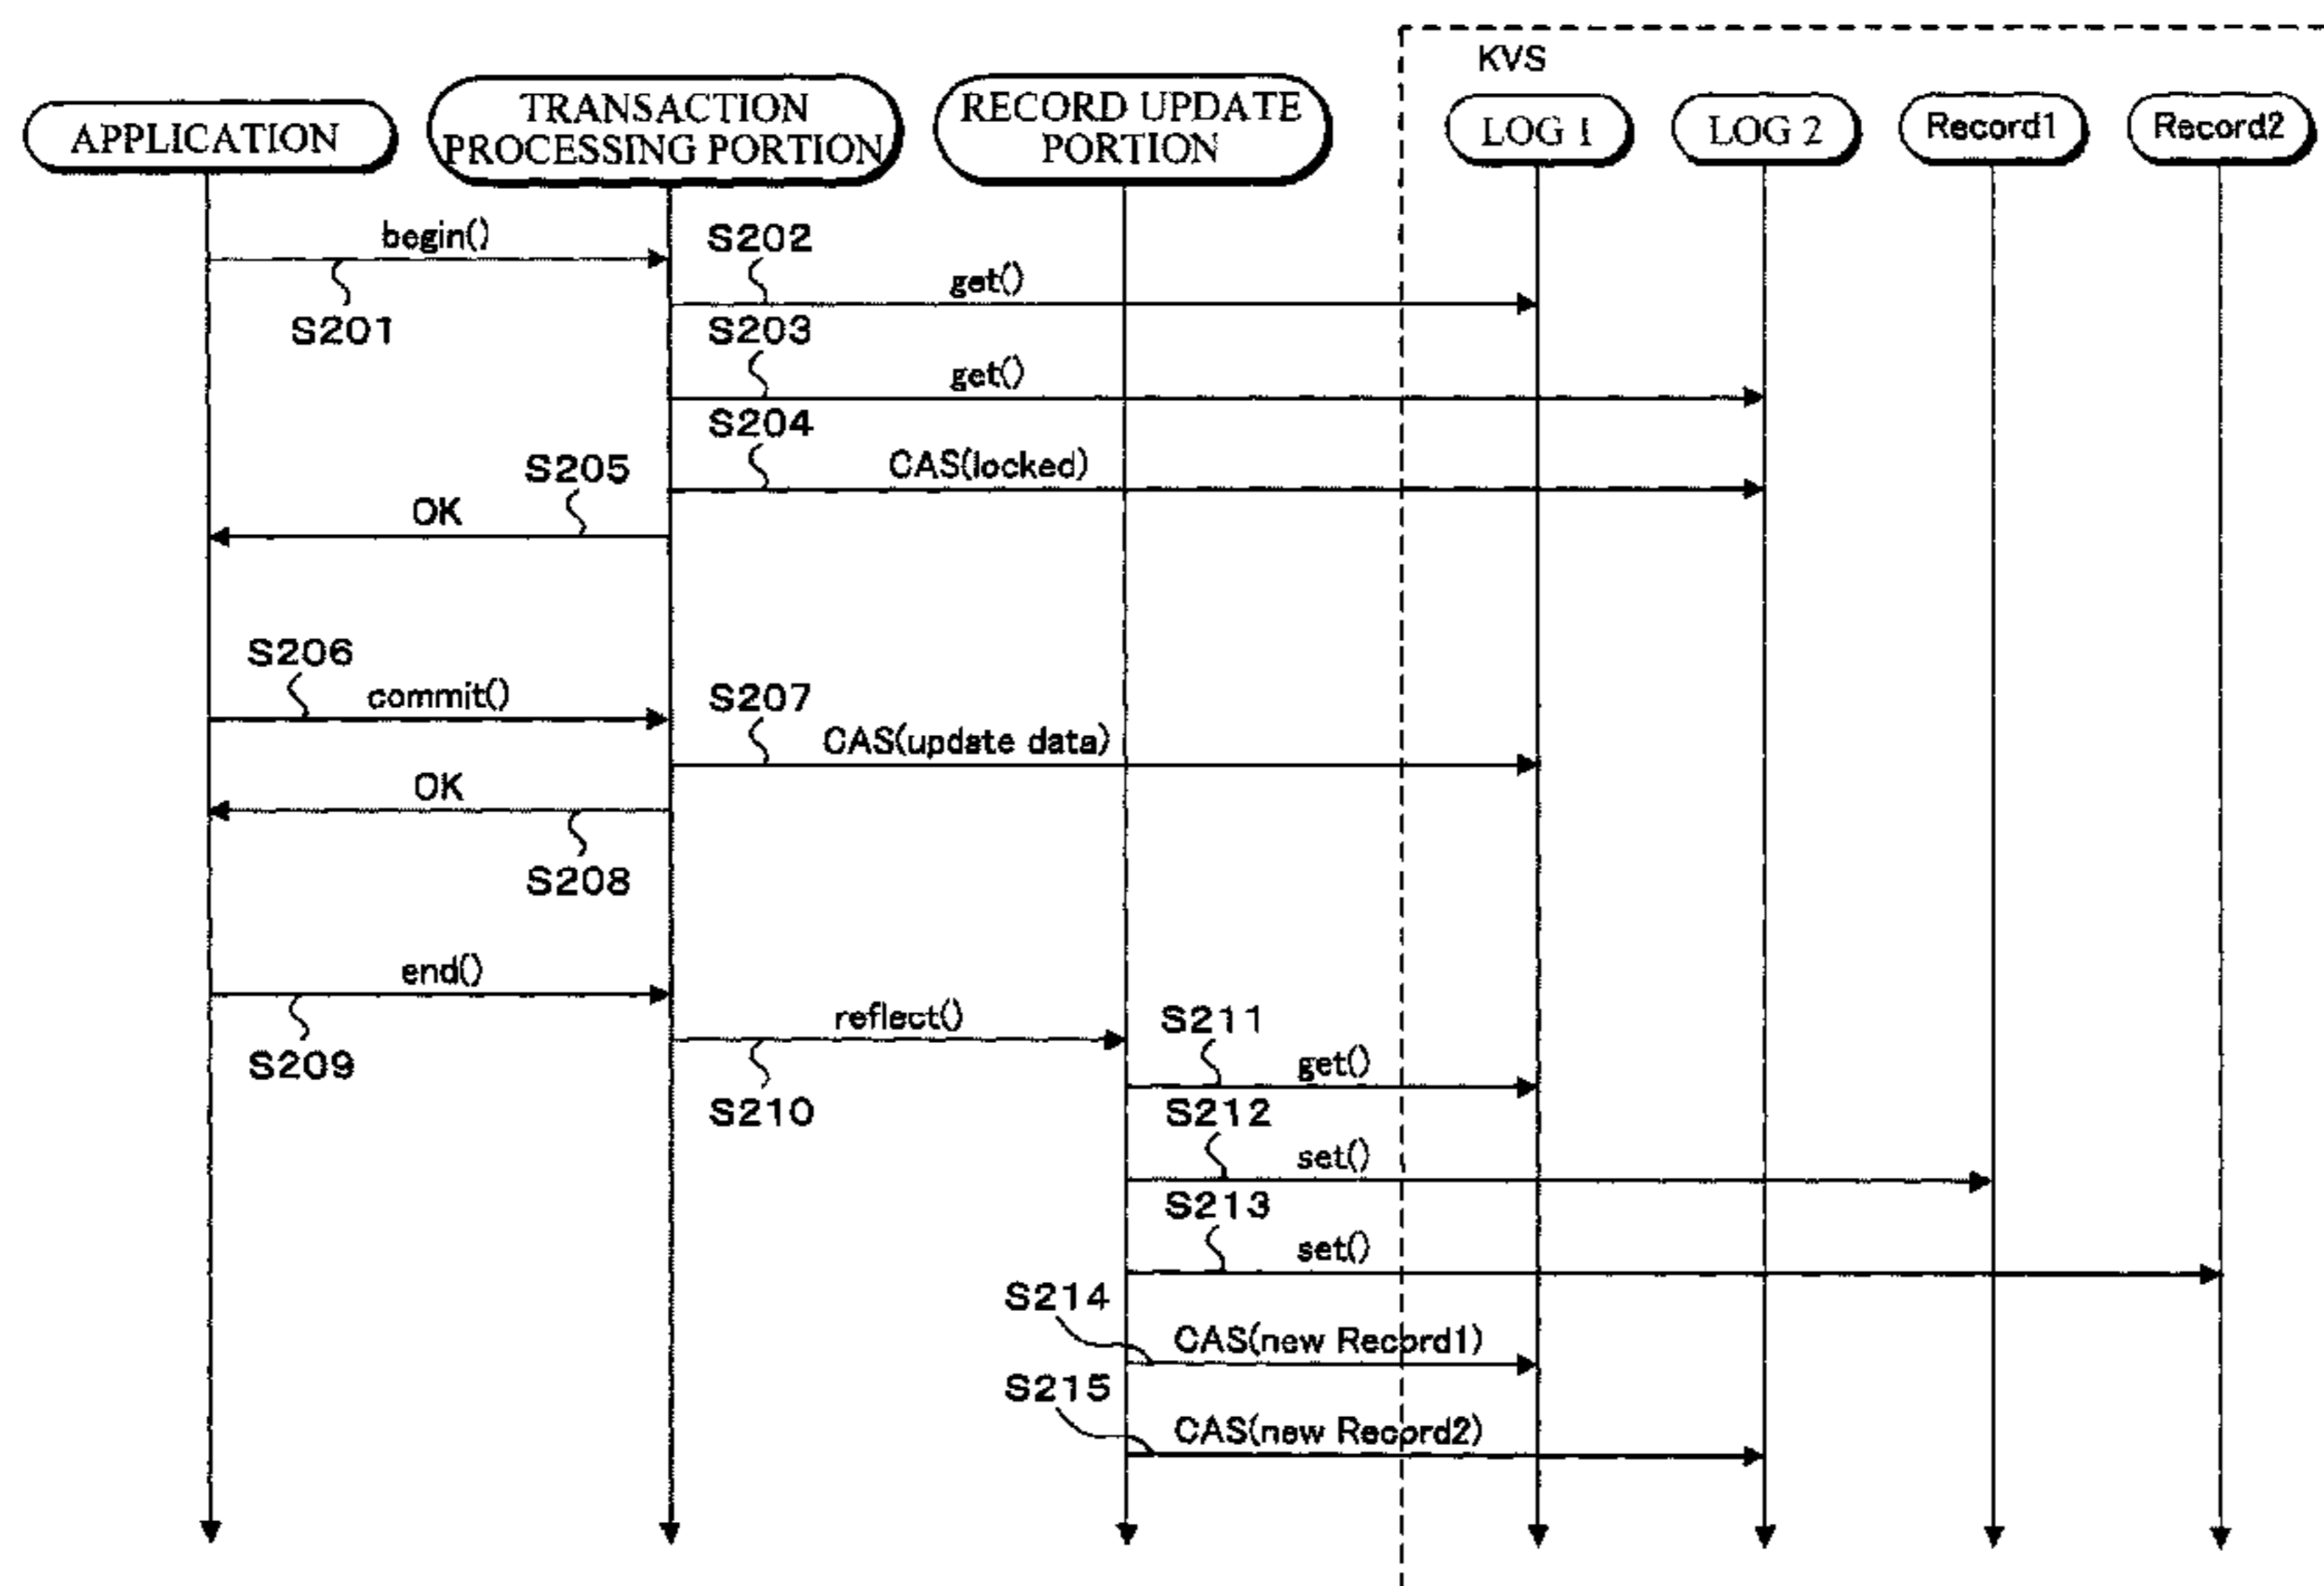 KVS
APPLICATION
TRANSACTION
PROCESSING PORTION
RECORD UPDATE
PORTION
LOG 1
LOG 2
Record1
Record2
begin()
S201
S202
get()
S203
get()
S204
CAS(locked)
S205
OK
S206
commit()
S207
CAS(update data)
OK
S208
end()
S209
reflect()
S210
S211
get()
S212
set()
S213
set()
S214
CAS(new Record1)
S215
CAS(new Record2)